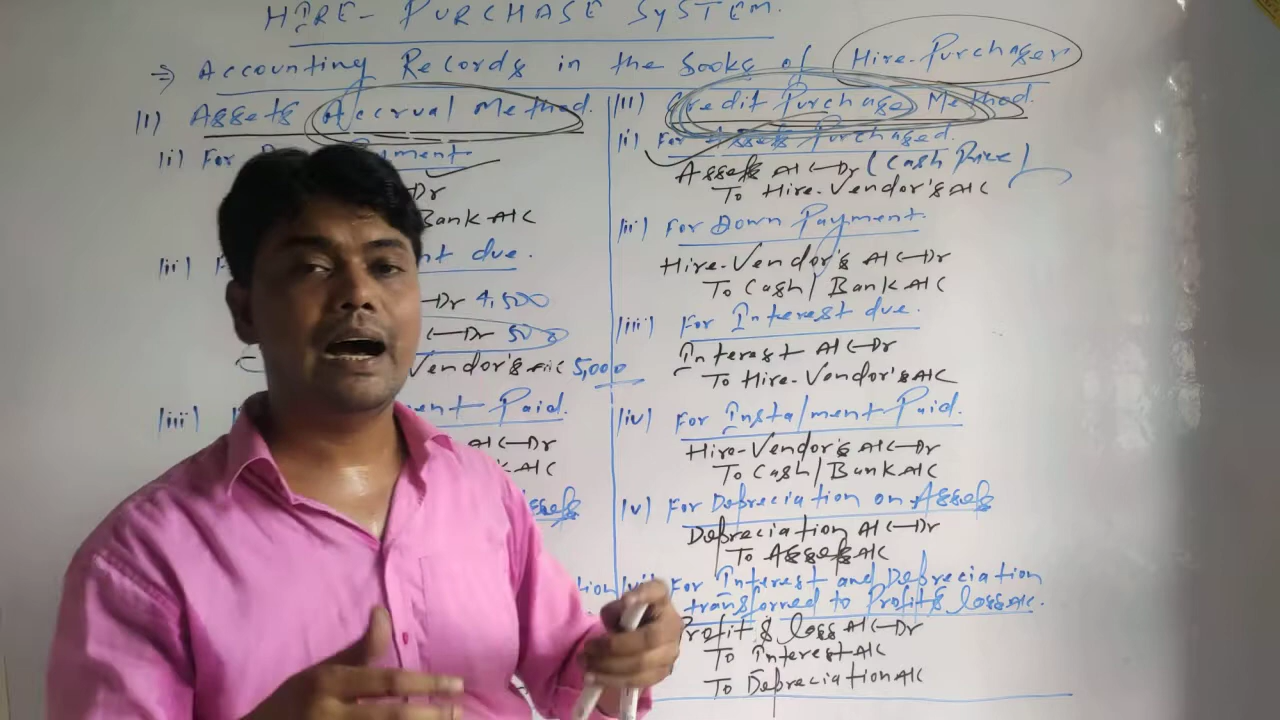 HIRE-PURCHASE SYSTEM.
⇒ Accounting Records in the books of Hire-Purchaser
(I) Assets Accrual Method.
(i) For Payment
Dr
Bank A/C
(ii) due.
Dr 4,500
Dr 500
Vendor's A/C 5,000
(iii) Paid.
A/C Dr
A/C
Assets
(II) Credit Purchase Method.
(i) For Assets Purchased.
Assets A/C Dr (Cash Price)
To Hire-Vendor's A/C
(ii) For Down Payment.
Hire-Vendor's A/C Dr
To Cash/Bank A/C
(iii) For Interest due.
Interest A/C Dr
To Hire-Vendor's A/C
(iv) For Instalment Paid.
Hire-Vendor's A/C Dr
To Cash/Bank A/C
(v) For Depreciation on Assets
Depreciation A/C Dr
To Assets A/C
(vi) For Interest and Depreciation
transferred to Profit & loss A/C.
Profit & loss A/C Dr
To Interest A/C
To Depreciation A/C